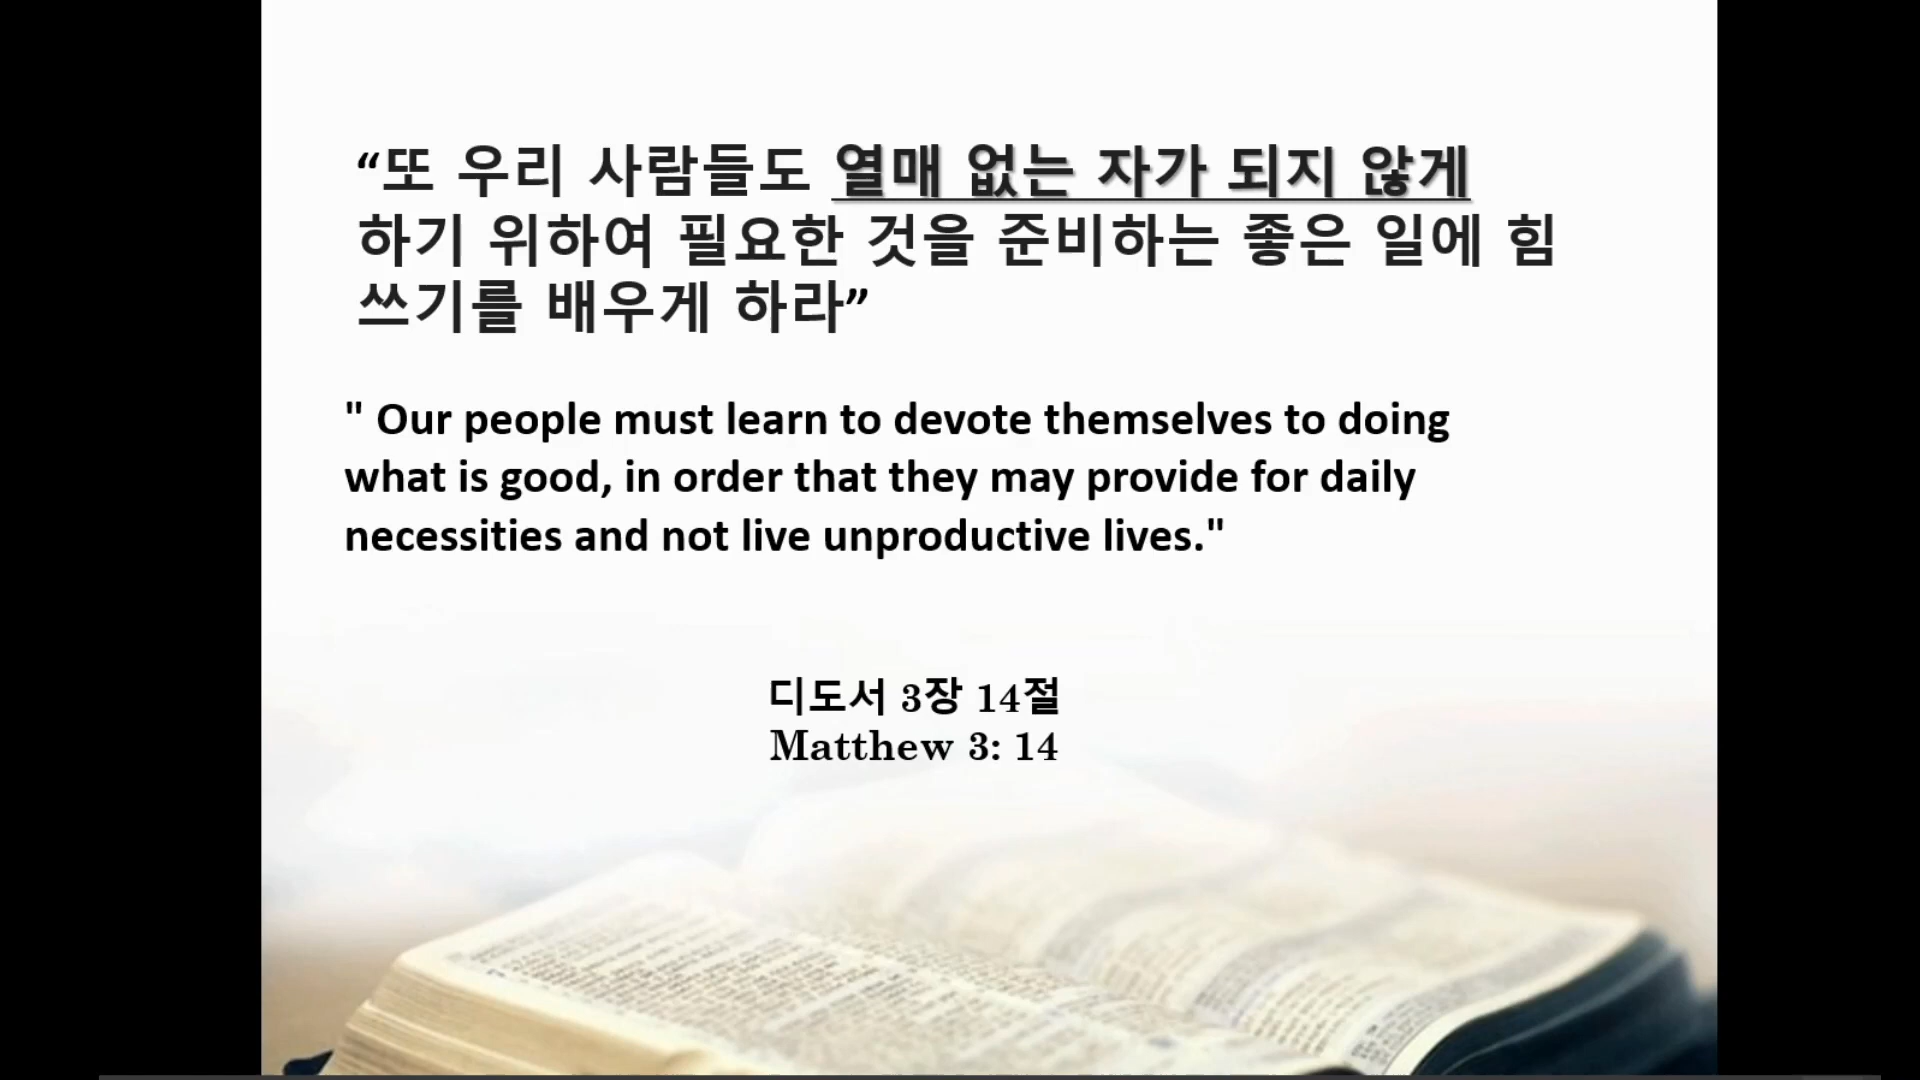 “또 우리 사람들도 열매 없는 자가 되지 않게
하기 위하여 필요한 것을 준비하는 좋은 일에 힘
쓰기를 배우게 하라”
" Our people must learn to devote themselves to doing
what is good, in order that they may provide for daily
necessities and not live unproductive lives."
디도서 3장 14절
Matthew 3: 14